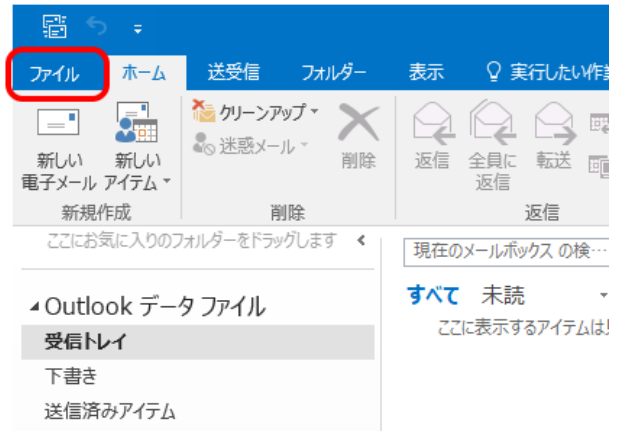 ファイル ホーム 送受信 フォルダー 表示 実行したい作業
新しい
電子メール
新しい
アイテム
クリーンアップ
迷惑メール
削除
返信
全員に
返信
転送
新規作成 削除 返信
ここにお気に入りのフォルダーをドラッグします
現在のメールボックス の検…
すべて 未読
Outlook データ ファイル
ここに表示するアイテムは
受信トレイ
下書き
送信済みアイテム